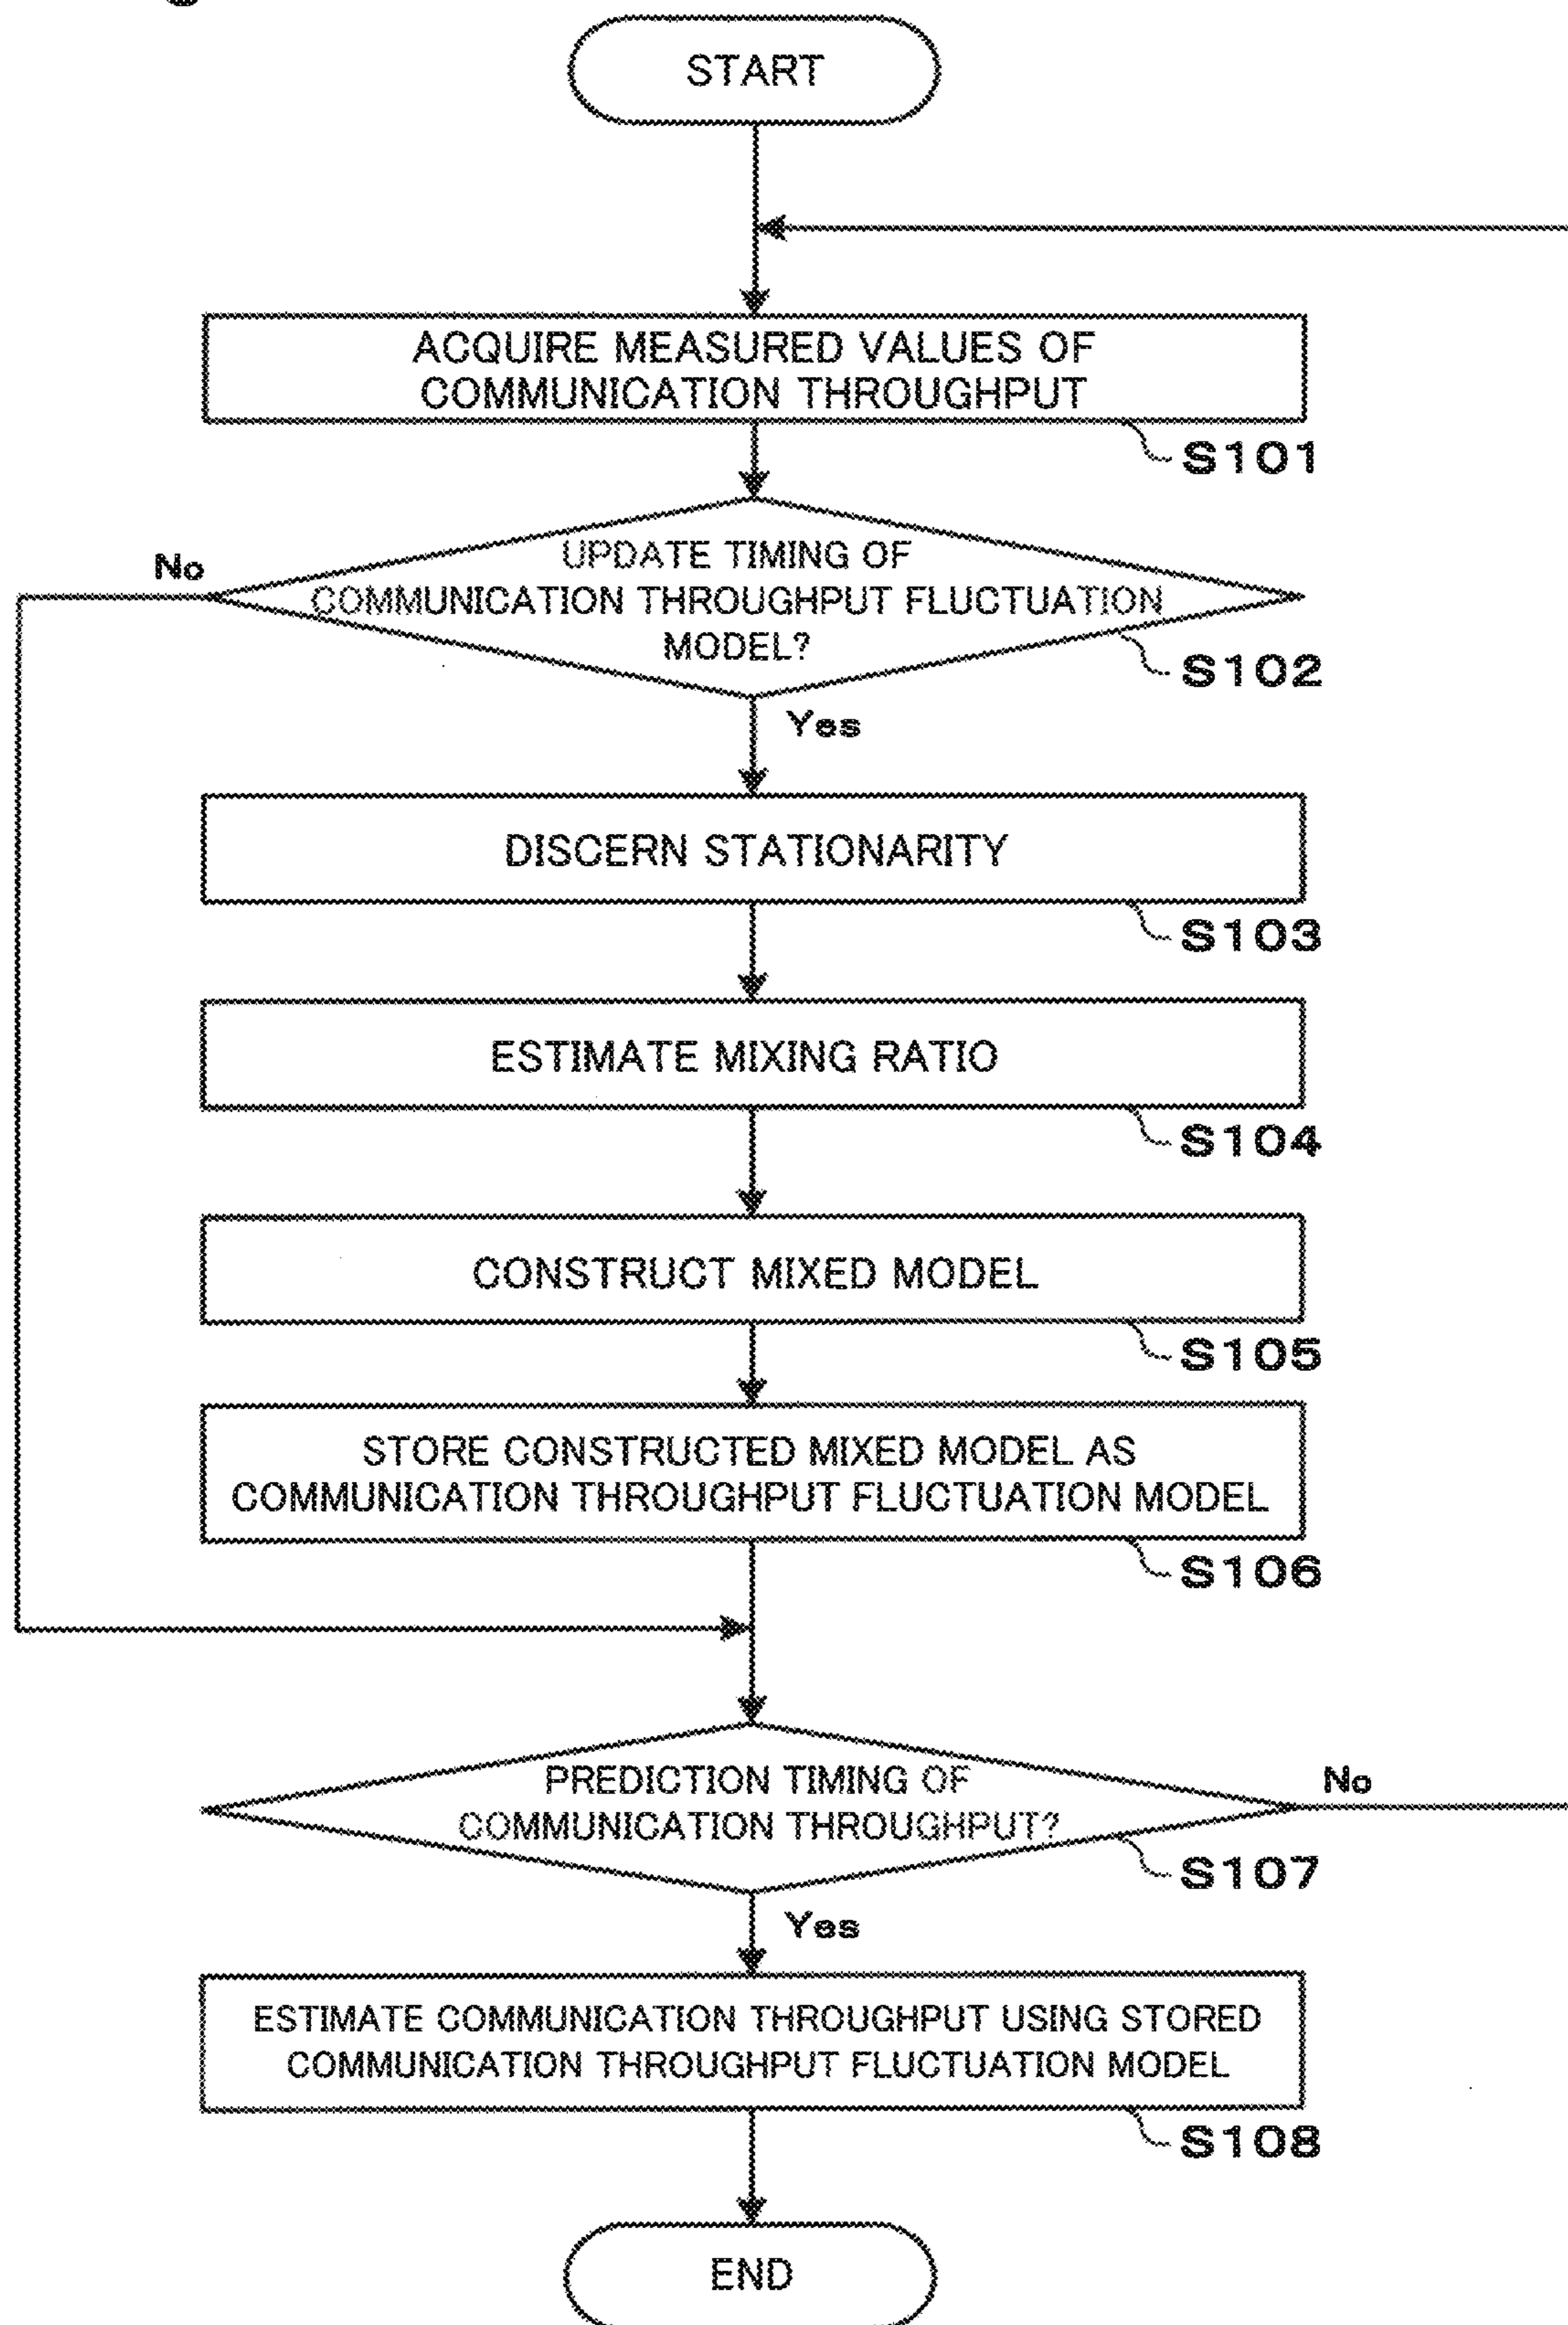 START
ACQUIRE MEASURED VALUES OF
COMMUNICATION THROUGHPUT
S101
UPDATE TIMING OF
COMMUNICATION THROUGHPUT FLUCTUATION
MODEL?
No
S102
Yes
DISCERN STATIONARITY
S103
ESTIMATE MIXING RATIO
S104
CONSTRUCT MIXED MODEL
S105
STORE CONSTRUCTED MIXED MODEL AS
COMMUNICATION THROUGHPUT FLUCTUATION MODEL
S106
PREDICTION TIMING OF
COMMUNICATION THROUGHPUT?
No
S107
Yes
ESTIMATE COMMUNICATION THROUGHPUT USING STORED
COMMUNICATION THROUGHPUT FLUCTUATION MODEL
S108
END